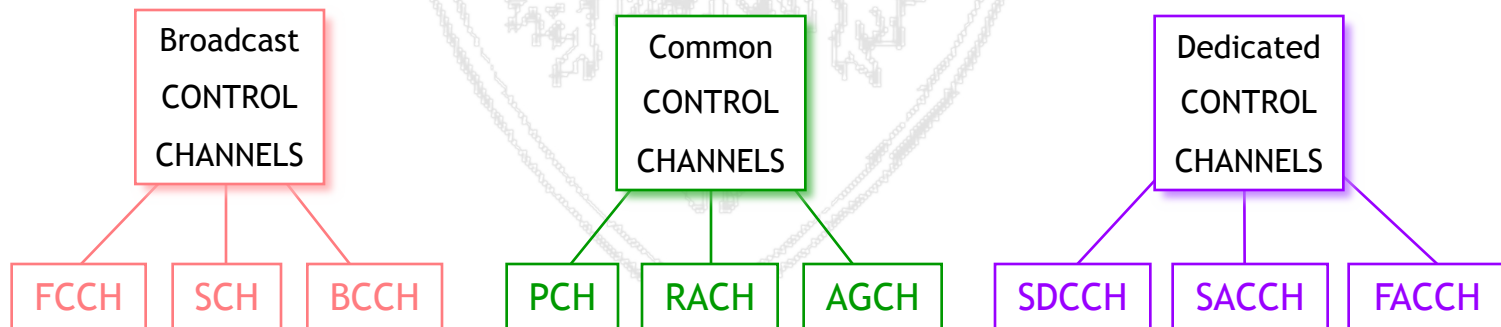 Broadcast
CONTROL
CHANNELS
Common
CONTROL
CHANNELS
Dedicated
CONTROL
CHANNELS
FCCH
SCH
BCCH
PCH
RACH
AGCH
SDCCH
SACCH
FACCH